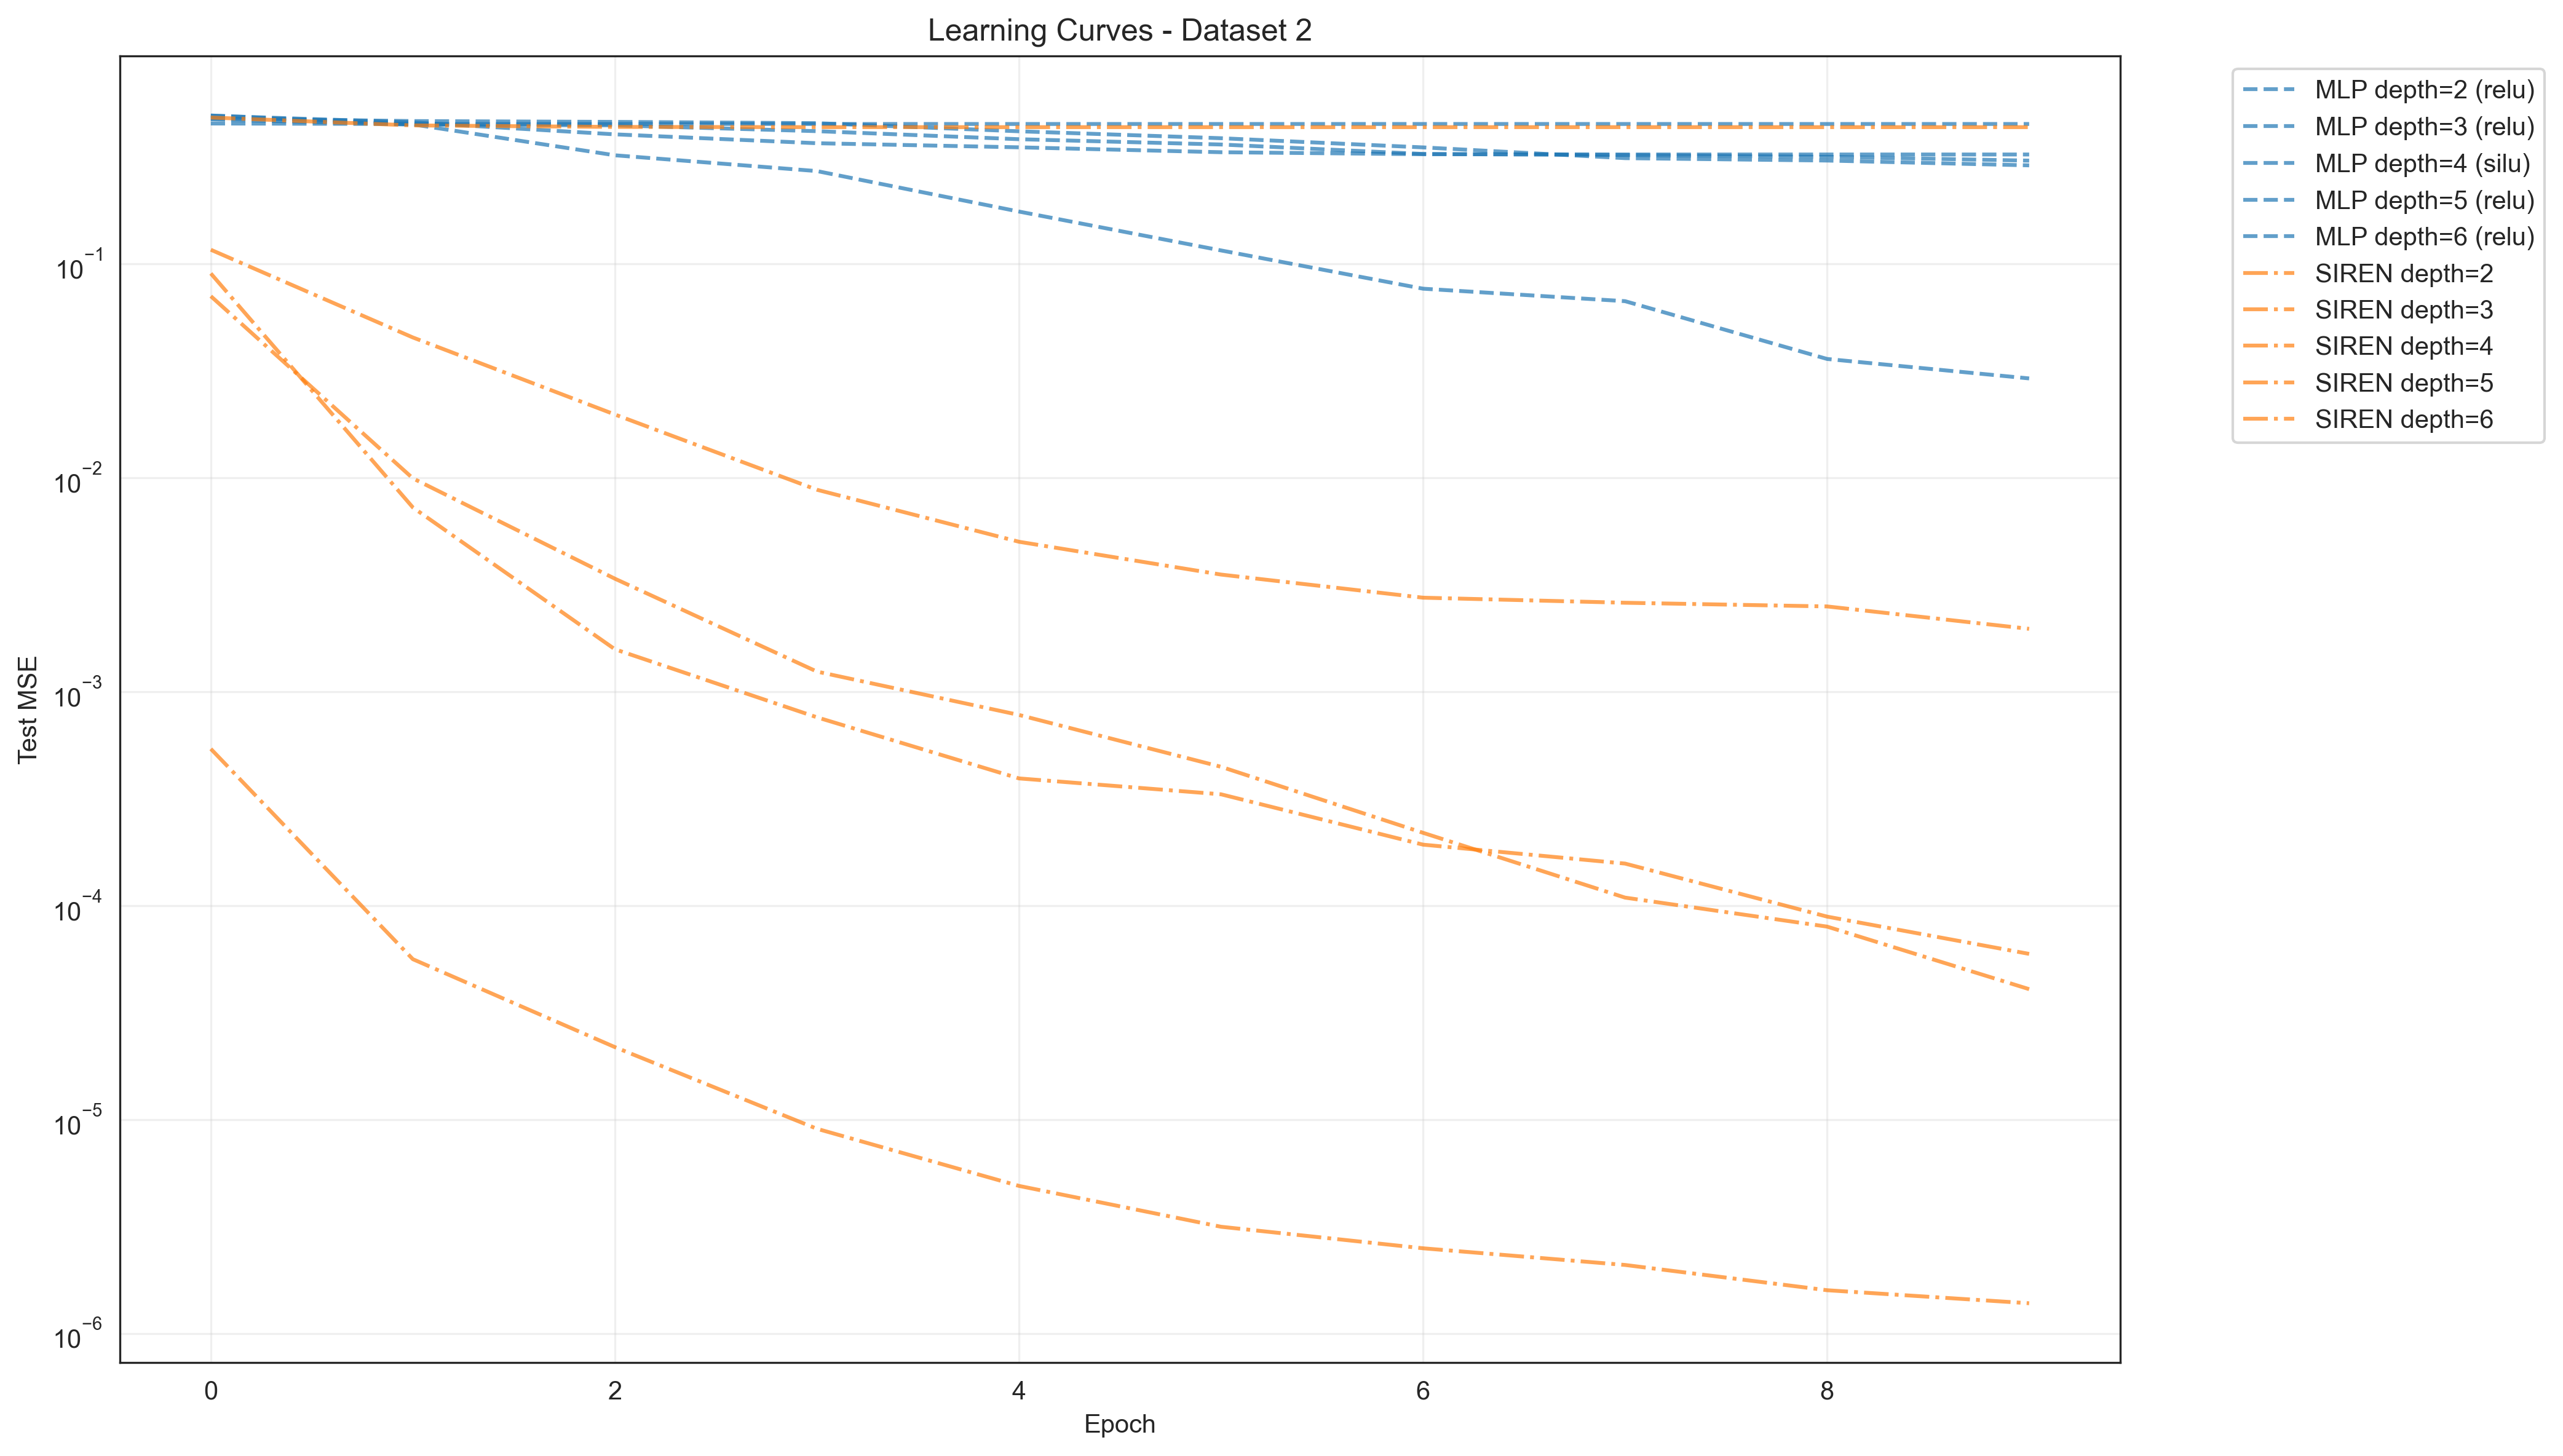 Learning Curves - Dataset 2
MLP depth=2 (relu)
MLP depth=3 (relu)
MLP depth=4 (silu)
MLP depth=5 (relu)
MLP depth=6 (relu)
SIREN depth=2
SIREN depth=3
SIREN depth=4
SIREN depth=5
SIREN depth=6
Test MSE
10⁻¹
10⁻²
10⁻³
10⁻⁴
10⁻⁵
10⁻⁶
0 2 4 6 8
Epoch